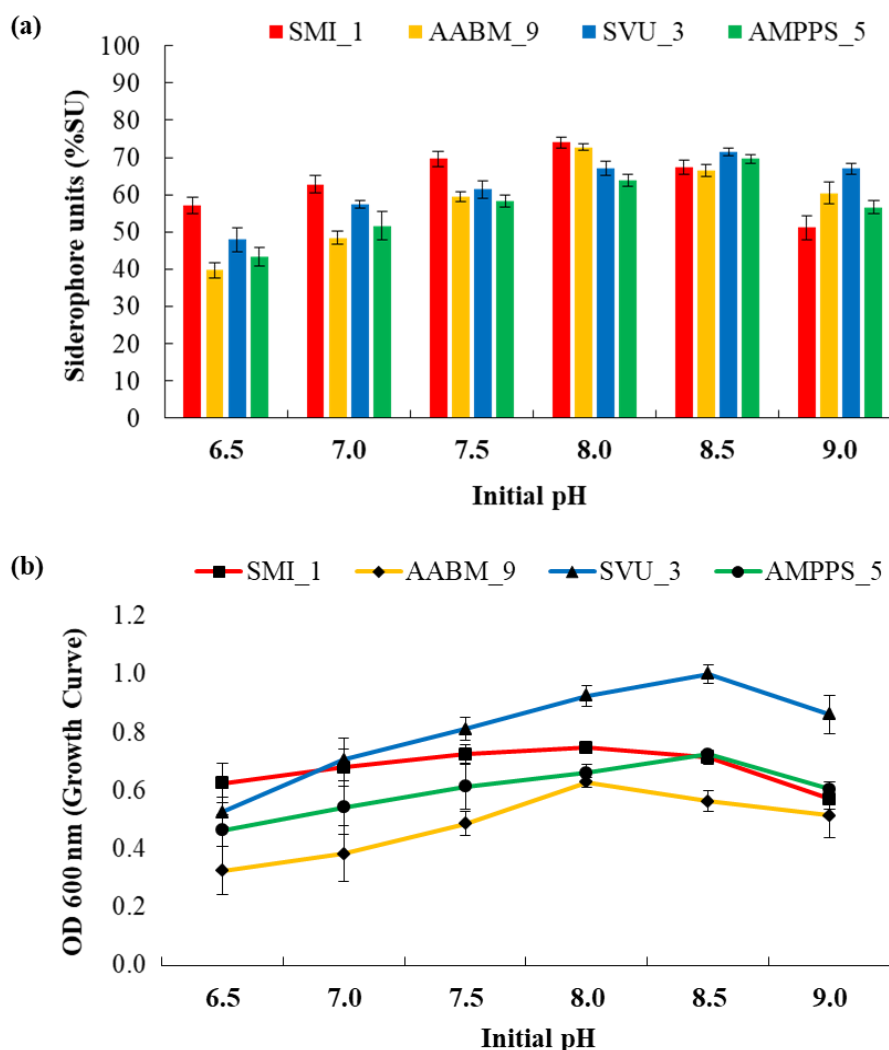 (a)
SMI_1 AABM_9 SVU_3 AMPPS_5
Siderophore units (%SU)
100
90
80
70
60
50
40
30
20
10
0
6.5 7.0 7.5 8.0 8.5 9.0
Initial pH
(b)
SMI_1 AABM_9 SVU_3 AMPPS_5
OD 600 nm (Growth Curve)
1.2
1.0
0.8
0.6
0.4
0.2
0.0
6.5 7.0 7.5 8.0 8.5 9.0
Initial pH